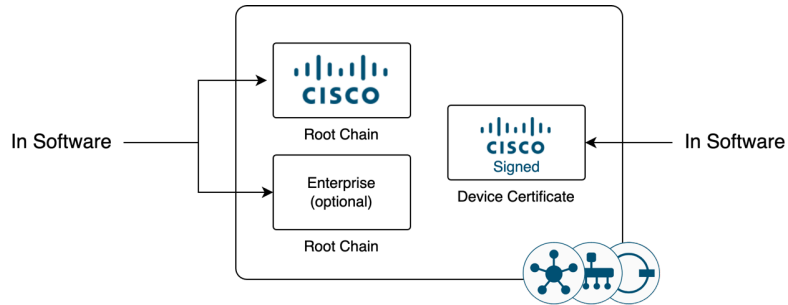 In Software
CISCO
Root Chain
Enterprise
(optional)
Root Chain
CISCO
Signed
Device Certificate
In Software